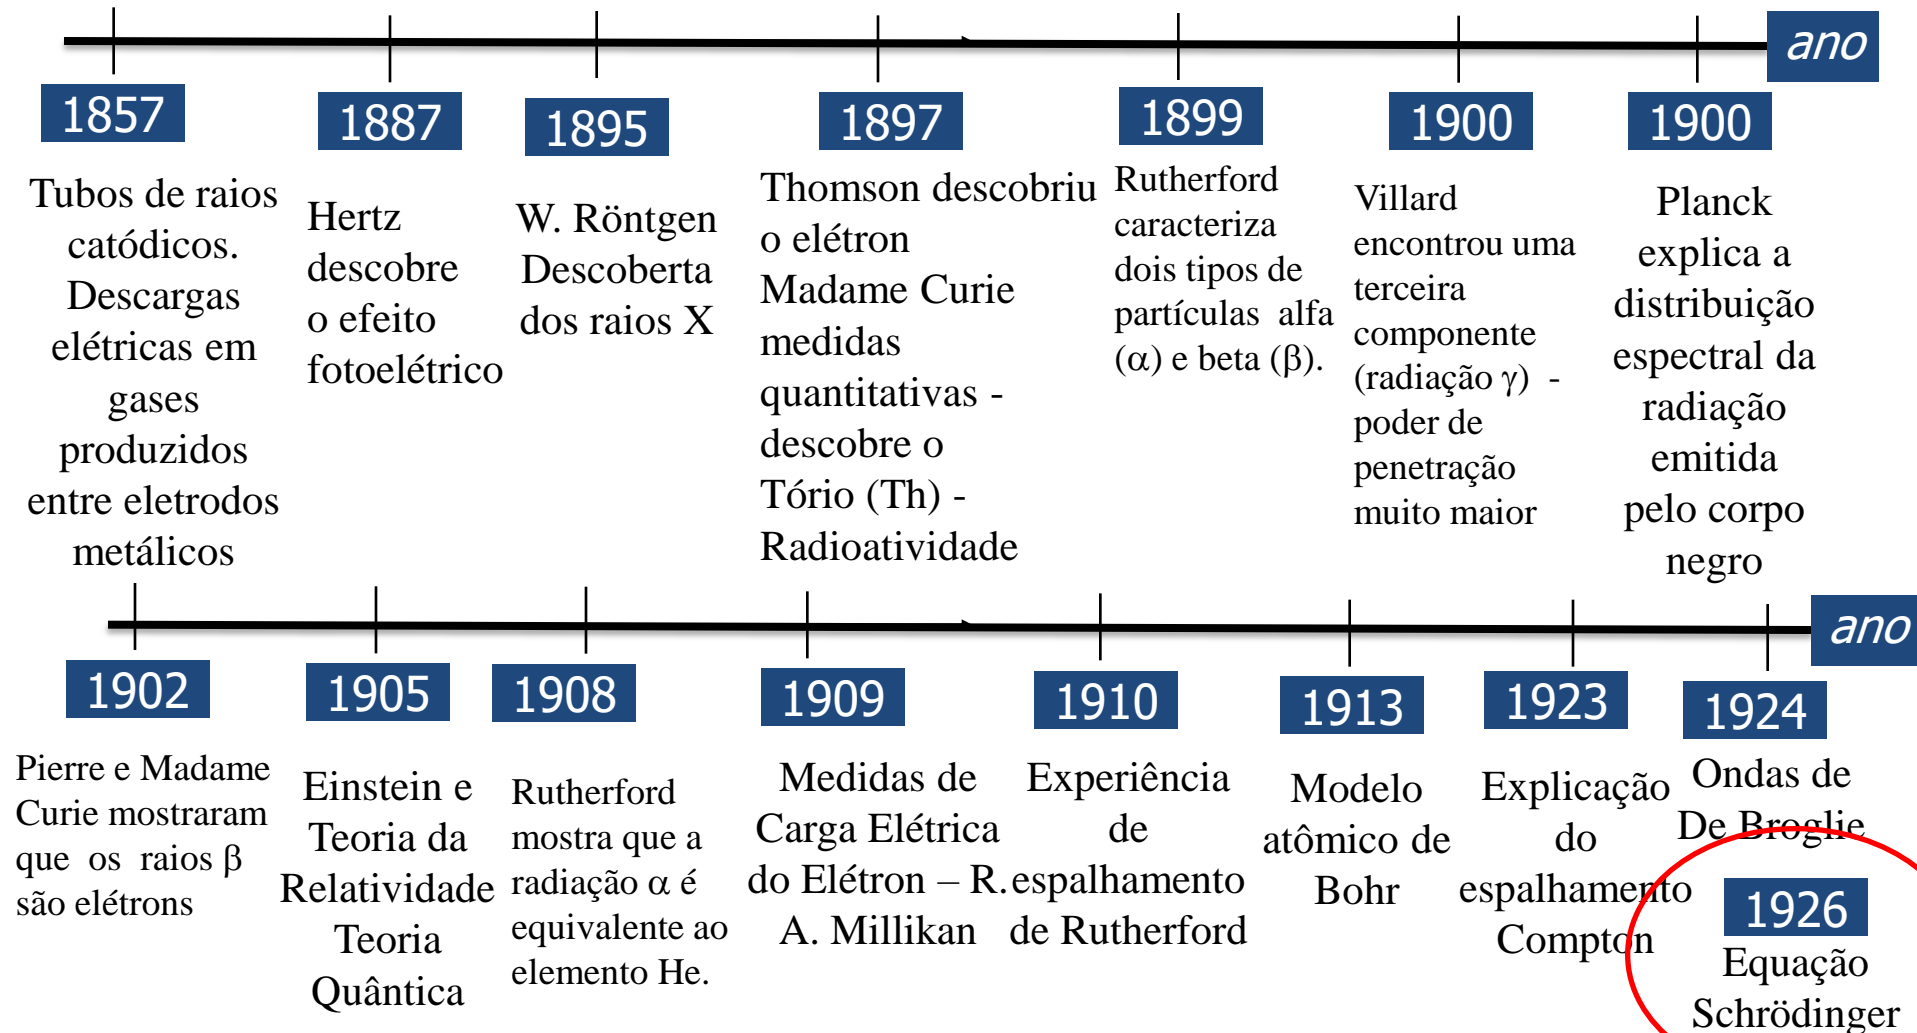 ano
1857
Tubos de raios
catódicos.
Descargas
elétricas em
gases
produzidos
entre eletrodos
metálicos
1887
Hertz
descobre
o efeito
fotoelétrico
1895
W. Röntgen
Descoberta
dos raios X
1897
Thomson descobriu
o elétron
Madame Curie
medidas
quantitativas -
descobre o
Tório (Th) -
Radioatividade
1899
Rutherford
caracteriza
dois tipos de
partículas alfa
(α) e beta (β).
1900
Villard
encontrou uma
terceira
componente
(radiação γ) -
poder de
penetração
muito maior
1900
Planck
explica a
distribuição
espectral da
radiação
emitida
pelo corpo
negro
ano
1902
Pierre e Madame
Curie mostraram
que os raios β
são elétrons
1905
Einstein e
Teoria da
Relatividade
Teoria
Quântica
1908
Rutherford
mostra que a
radiação α é
equivalente ao
elemento He.
1909
Medidas de
Carga Elétrica
do Elétron – R.
A. Millikan
1910
Experiência
de
espalhamento
de Rutherford
1913
Modelo
atômico de
Bohr
1923
Explicação
do
espalhamento
Compton
1924
Ondas de
De Broglie
1926
Equação
Schrödinger